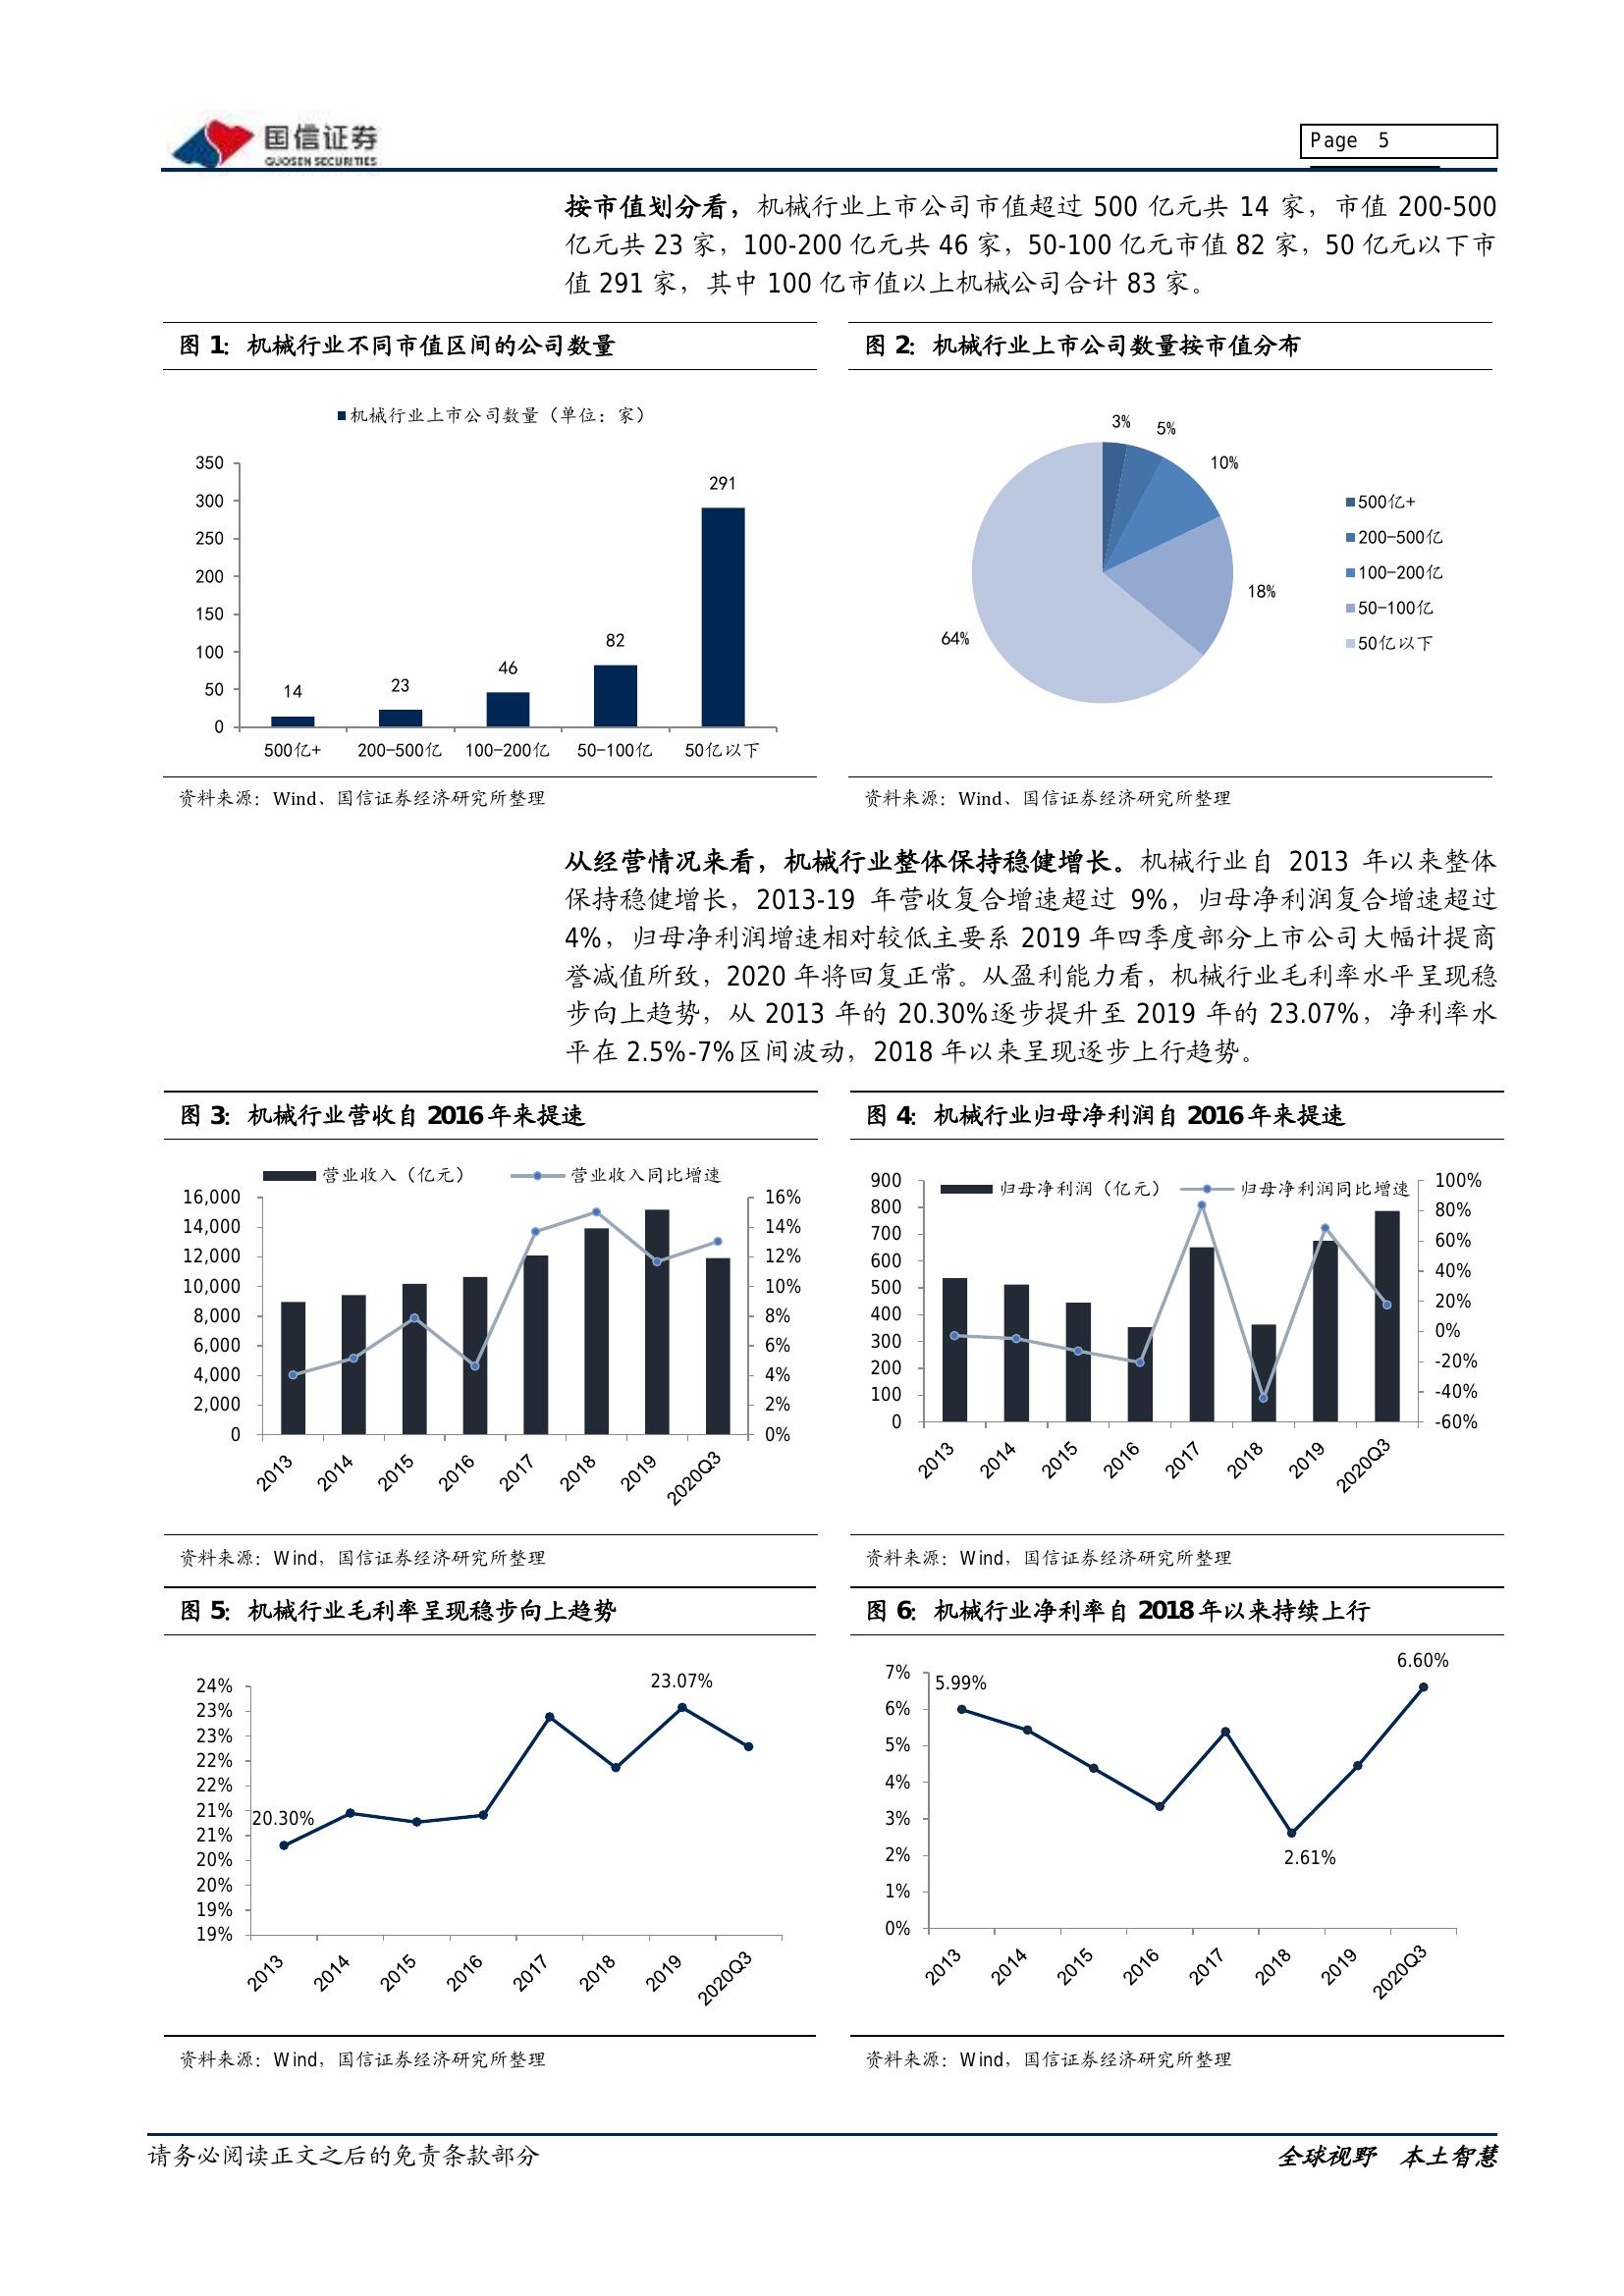 国信证券
GUOSEN SECURITIES
Page 5
按市值划分看，机械行业上市公司市值超过 500 亿元共 14 家，市值 200-500
亿元共 23 家，100-200 亿元共 46 家，50-100 亿元市值 82 家，50 亿元以下市
值 291 家，其中 100 亿市值以上机械公司合计 83 家。
图 1：机械行业不同市值区间的公司数量
机械行业上市公司数量（单位：家）
350
300
250
200
150
100
50
0
14
23
46
82
291
500亿+
200-500亿
100-200亿
50-100亿
50亿以下
资料来源：Wind、国信证券经济研究所整理
图 2：机械行业上市公司数量按市值分布
3%
5%
10%
18%
64%
500亿+
200-500亿
100-200亿
50-100亿
50亿以下
资料来源：Wind、国信证券经济研究所整理
从经营情况来看，机械行业整体保持稳健增长。机械行业自 2013 年以来整体
保持稳健增长，2013-19 年营收复合增速超过 9%，归母净利润复合增速超过
4%，归母净利润增速相对较低主要系 2019 年四季度部分上市公司大幅计提商
誉减值所致，2020 年将回复正常。从盈利能力看，机械行业毛利率水平呈现稳
步向上趋势，从 2013 年的 20.30%逐步提升至 2019 年的 23.07%，净利率水
平在 2.5%-7%区间波动，2018 年以来呈现逐步上行趋势。
图 3：机械行业营收自 2016 年来提速
营业收入（亿元）
营业收入同比增速
16,000
14,000
12,000
10,000
8,000
6,000
4,000
2,000
0
16%
14%
12%
10%
8%
6%
4%
2%
0%
2013
2014
2015
2016
2017
2018
2019
2020Q3
资料来源：Wind，国信证券经济研究所整理
图 4：机械行业归母净利润自 2016 年来提速
归母净利润（亿元）
归母净利润同比增速
900
800
700
600
500
400
300
200
100
0
100%
80%
60%
40%
20%
0%
-20%
-40%
-60%
2013
2014
2015
2016
2017
2018
2019
2020Q3
资料来源：Wind，国信证券经济研究所整理
图 5：机械行业毛利率呈现稳步向上趋势
24%
23%
23%
22%
22%
21%
21%
20%
20%
19%
19%
20.30%
23.07%
2013
2014
2015
2016
2017
2018
2019
2020Q3
资料来源：Wind，国信证券经济研究所整理
图 6：机械行业净利率自 2018 年以来持续上行
7%
6%
5%
4%
3%
2%
1%
0%
5.99%
2.61%
6.60%
2013
2014
2015
2016
2017
2018
2019
2020Q3
资料来源：Wind，国信证券经济研究所整理
请务必阅读正文之后的免责条款部分
全球视野 本土智慧